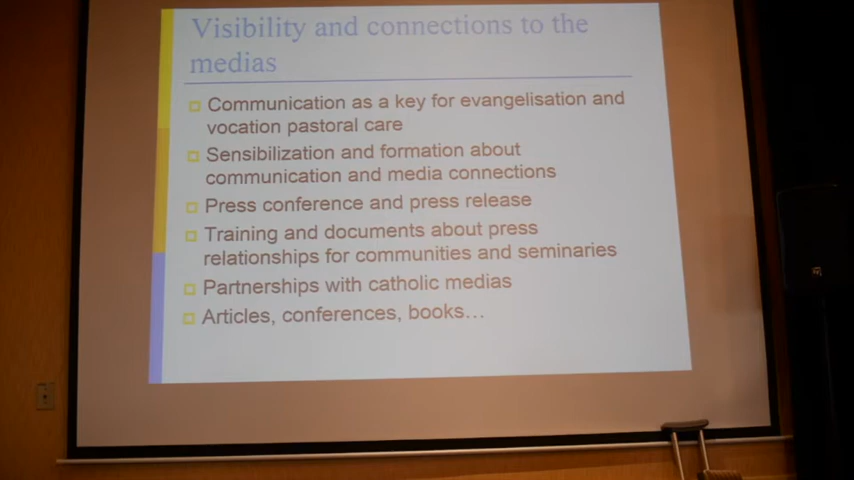 Visibility and connections to the
medias
Communication as a key for evangelisation and
vocation pastoral care
Sensibilization and formation about
communication and media connections
Press conference and press release
Training and documents about press
relationships for communities and seminaries
Partnerships with catholic medias
Articles, conferences, books…